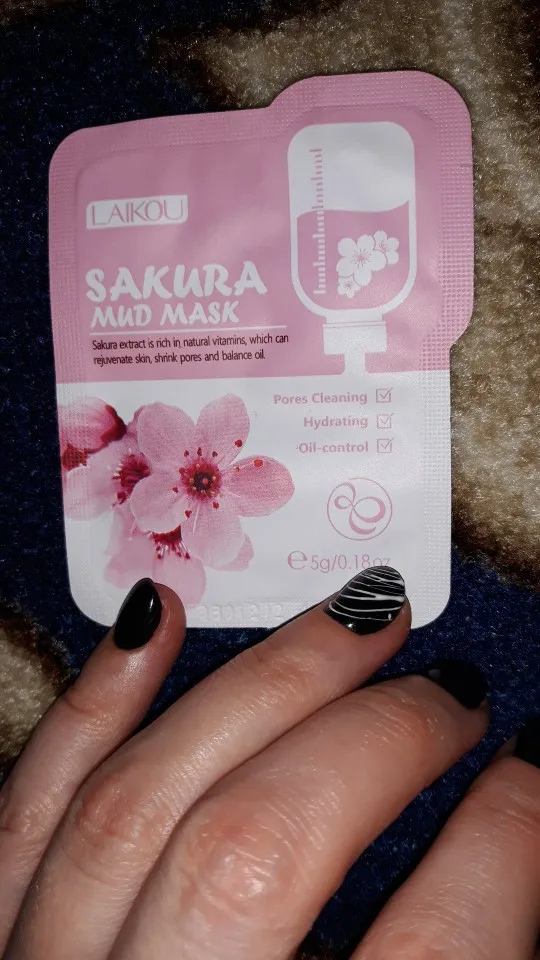 LAIKOU
SAKURA
MUD MASK
Sakura extract is rich in natural vitamins, which can
rejuvenate skin, shrink pores and balance oil.
Pores Cleaning
Hydrating
Oil-control
e5g/0.18oz